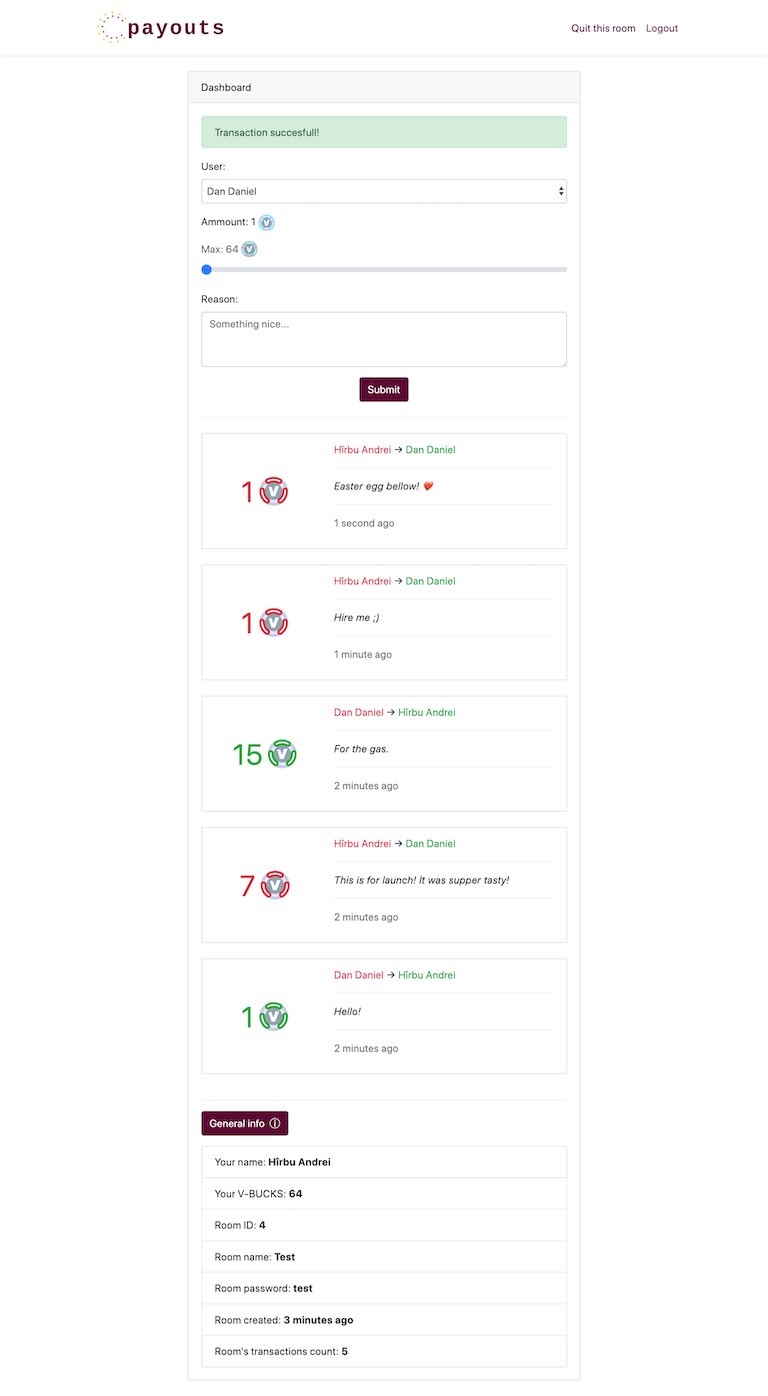 payouts
Quit this room Logout
Dashboard
Transaction succesfull!
User:
Dan Daniel
Ammount: 1 V
Max: 64 V
Reason:
Something nice...
Submit
Hîrbu Andrei → Dan Daniel
1 V
Easter egg bellow! ❤️
1 second ago
Hîrbu Andrei → Dan Daniel
1 V
Hire me ;)
1 minute ago
Dan Daniel → Hîrbu Andrei
15 V
For the gas.
2 minutes ago
Hîrbu Andrei → Dan Daniel
7 V
This is for launch! It was supper tasty!
2 minutes ago
Dan Daniel → Hîrbu Andrei
1 V
Hello!
2 minutes ago
General info ⓘ
Your name: Hîrbu Andrei
Your V-BUCKS: 64
Room ID: 4
Room name: Test
Room password: test
Room created: 3 minutes ago
Room's transactions count: 5